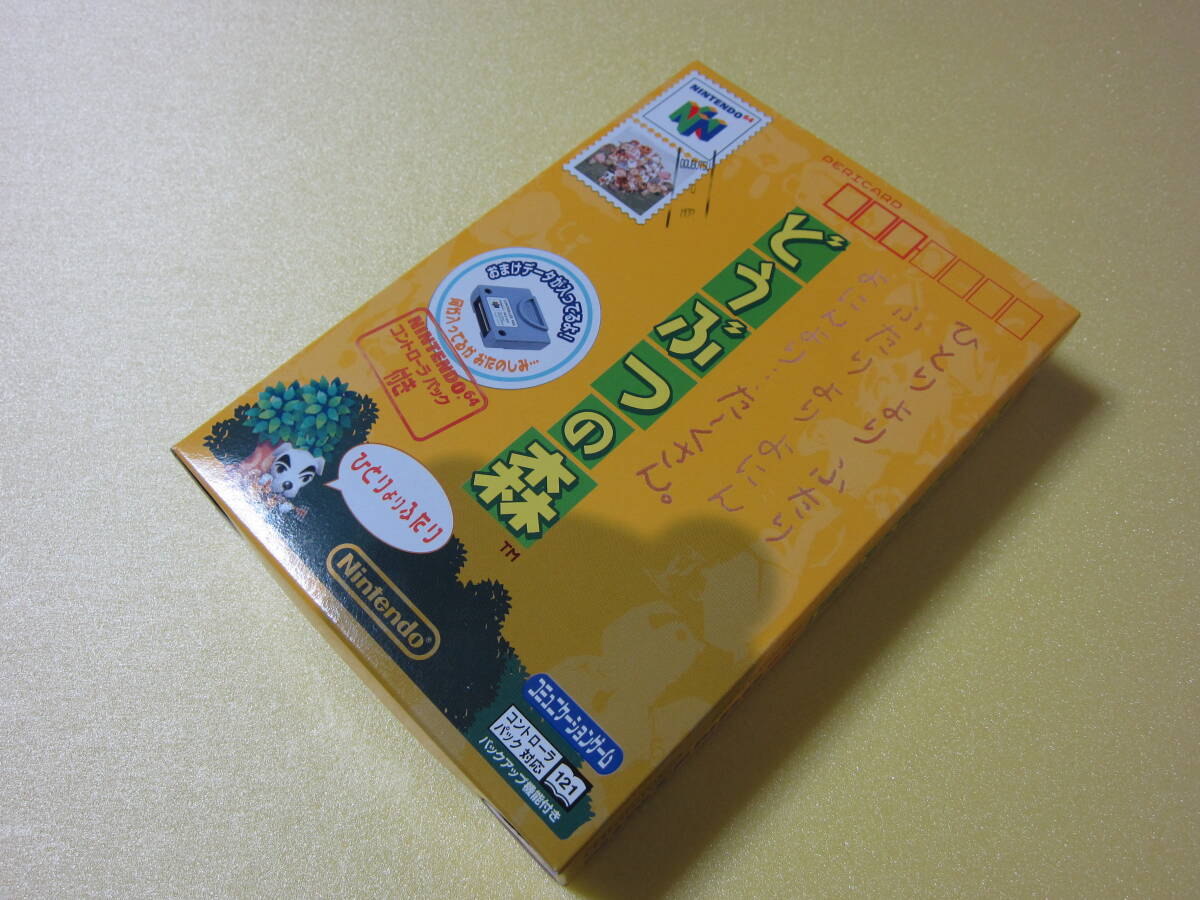 NINTENDO64
PERICARD
どうぶつの森
TM
ひとりより ふたり
ふたりより よにん
よにんより…たーくさん。
おまけデータが入ってるよ!
何が入ってるか おたのしみ…
NINTENDO64
コントローラ パック
付き
ひとりよりふたり
Nintendo®
コミュニケーションゲーム
コントローラ
パック 対応
121
バックアップ機能付き